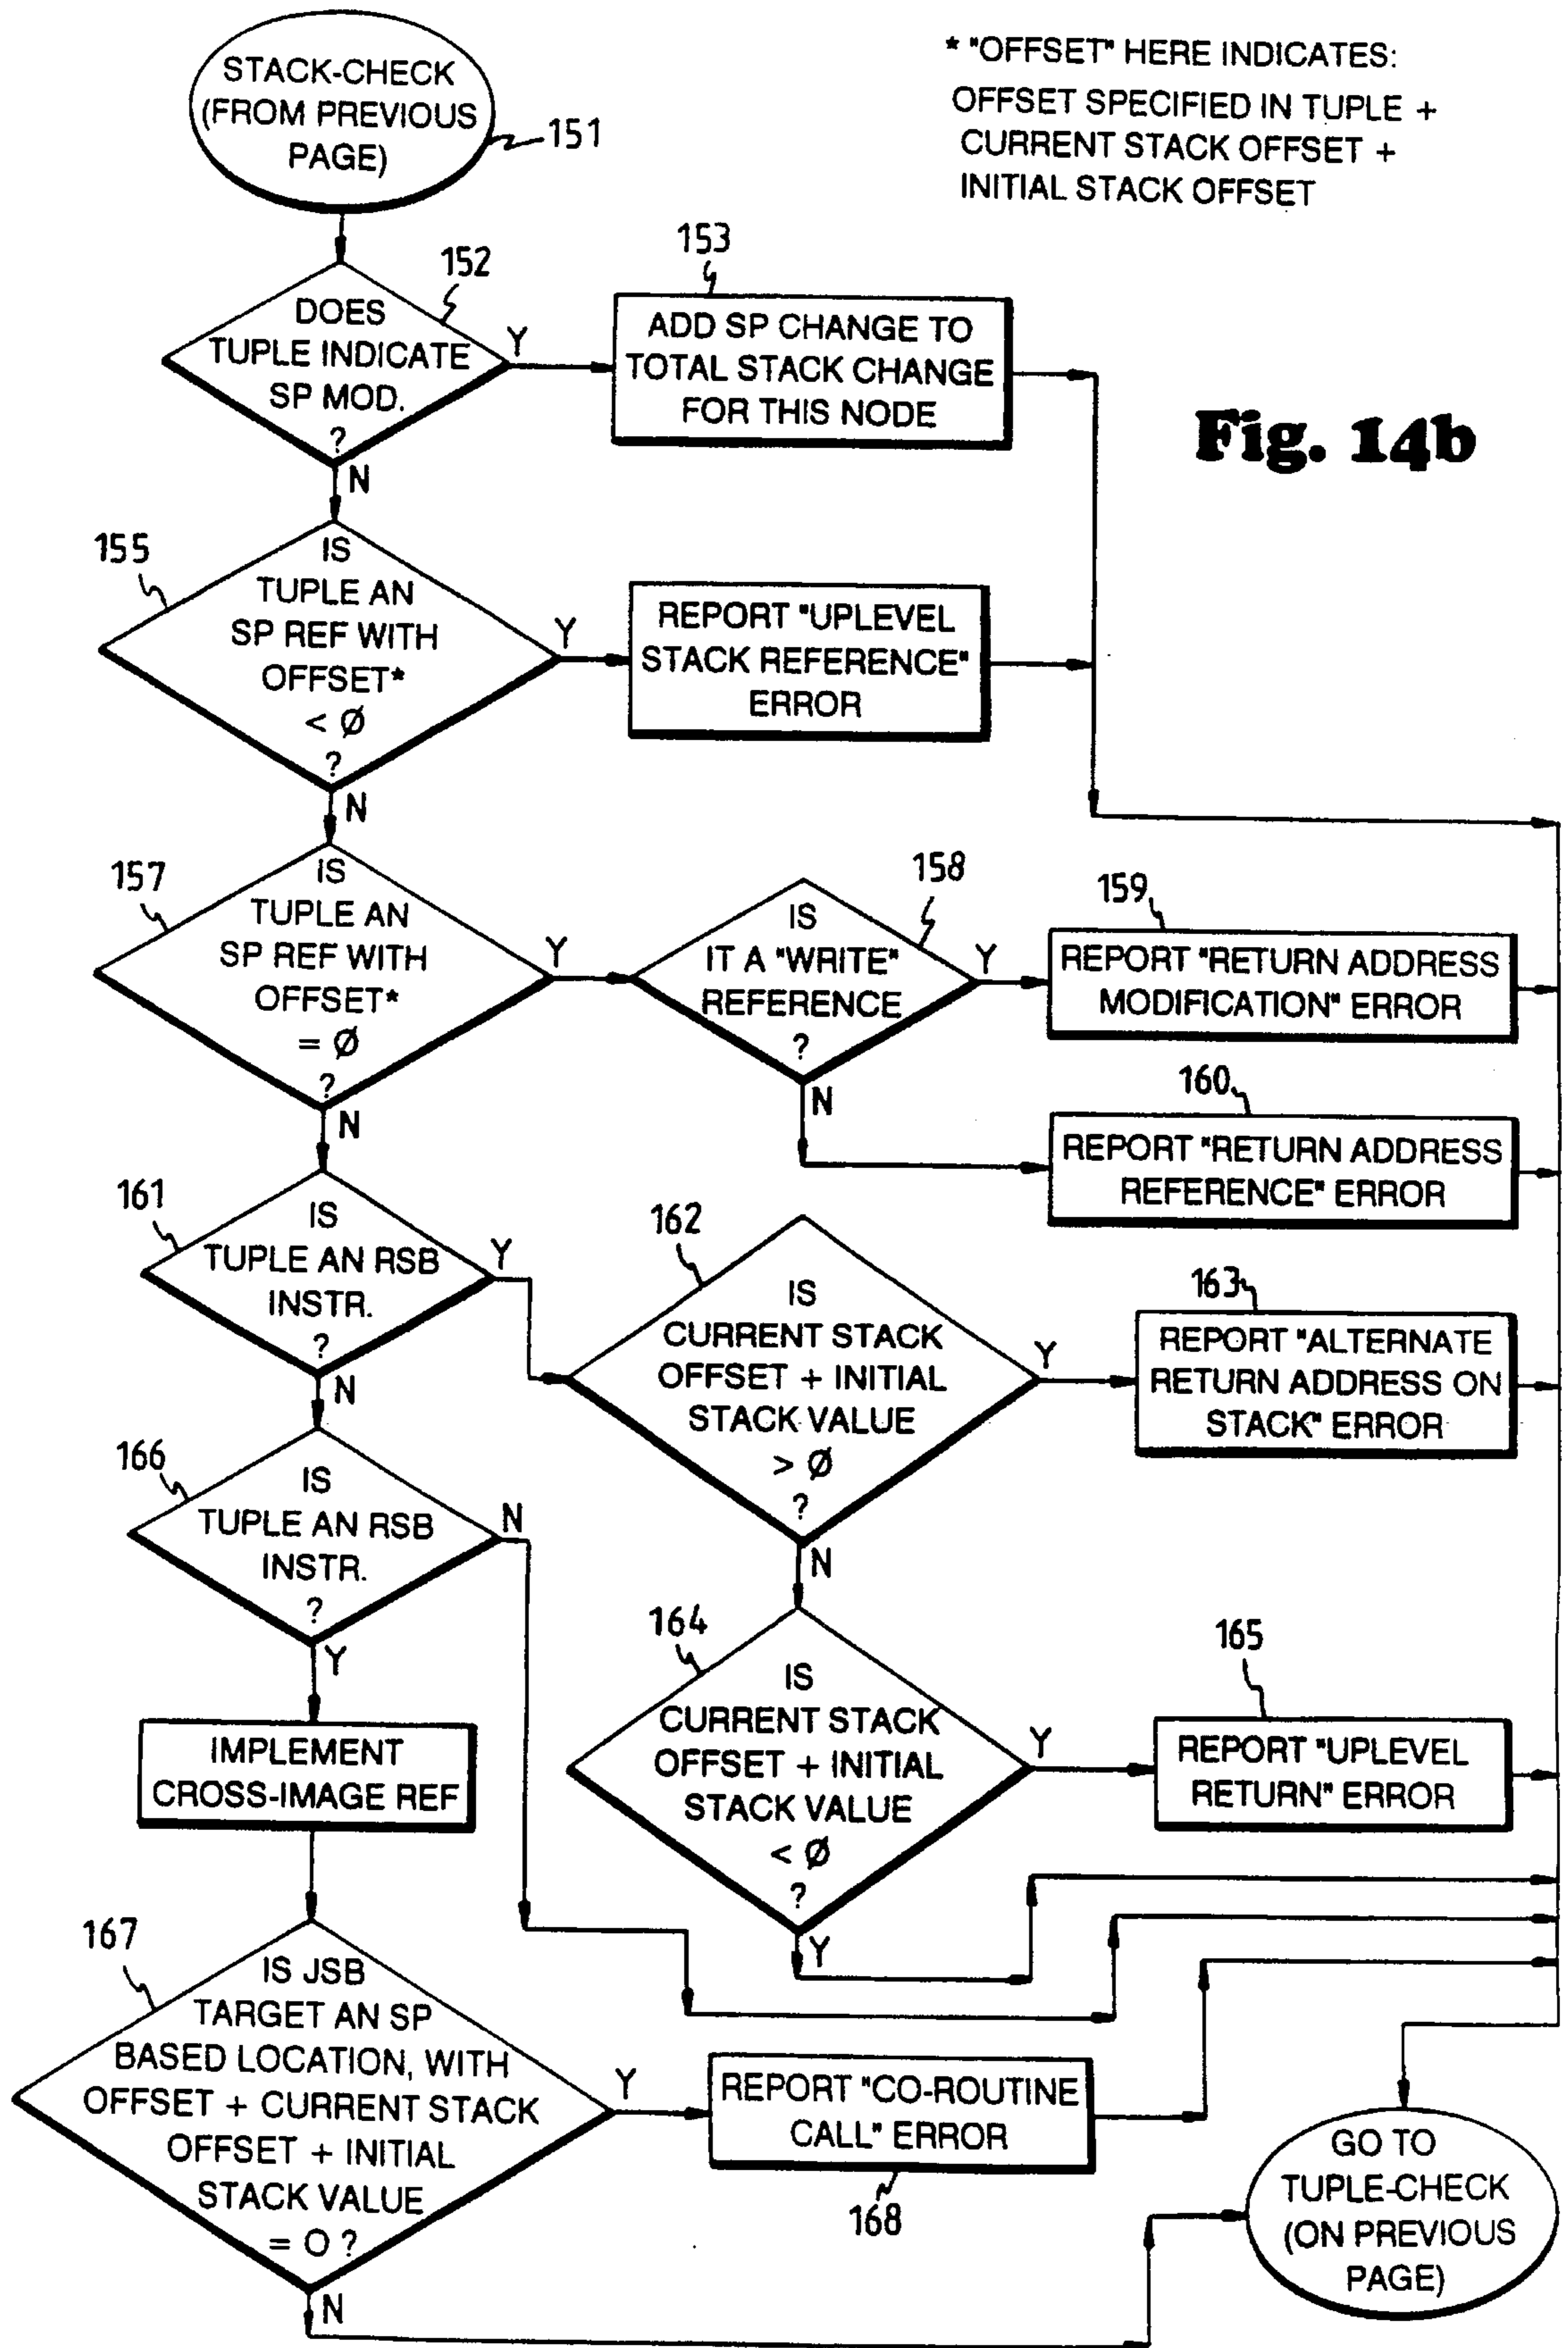 STACK-CHECK
(FROM PREVIOUS
PAGE)
151
* "OFFSET" HERE INDICATES:
OFFSET SPECIFIED IN TUPLE +
CURRENT STACK OFFSET +
INITIAL STACK OFFSET
152
DOES
TUPLE INDICATE
SP MOD.
?
Y
N
153
ADD SP CHANGE TO
TOTAL STACK CHANGE
FOR THIS NODE
Fig. 14b
155
IS
TUPLE AN
SP REF WITH
OFFSET*
< Ø
?
Y
N
REPORT "UPLEVEL
STACK REFERENCE"
ERROR
157
IS
TUPLE AN
SP REF WITH
OFFSET*
= Ø
?
Y
N
158
IS
IT A "WRITE"
REFERENCE
?
Y
N
159
REPORT "RETURN ADDRESS
MODIFICATION" ERROR
160
REPORT "RETURN ADDRESS
REFERENCE" ERROR
161
IS
TUPLE AN RSB
INSTR.
?
Y
N
162
IS
CURRENT STACK
OFFSET + INITIAL
STACK VALUE
> Ø
?
Y
N
163
REPORT "ALTERNATE
RETURN ADDRESS ON
STACK" ERROR
166
IS
TUPLE AN RSB
INSTR.
?
N
Y
164
IS
CURRENT STACK
OFFSET + INITIAL
STACK VALUE
< Ø
?
Y
Y
165
REPORT "UPLEVEL
RETURN" ERROR
IMPLEMENT
CROSS-IMAGE REF
167
IS JSB
TARGET AN SP
BASED LOCATION, WITH
OFFSET + CURRENT STACK
OFFSET + INITIAL
STACK VALUE
= O ?
Y
N
REPORT "CO-ROUTINE
CALL" ERROR
168
GO TO
TUPLE-CHECK
(ON PREVIOUS
PAGE)